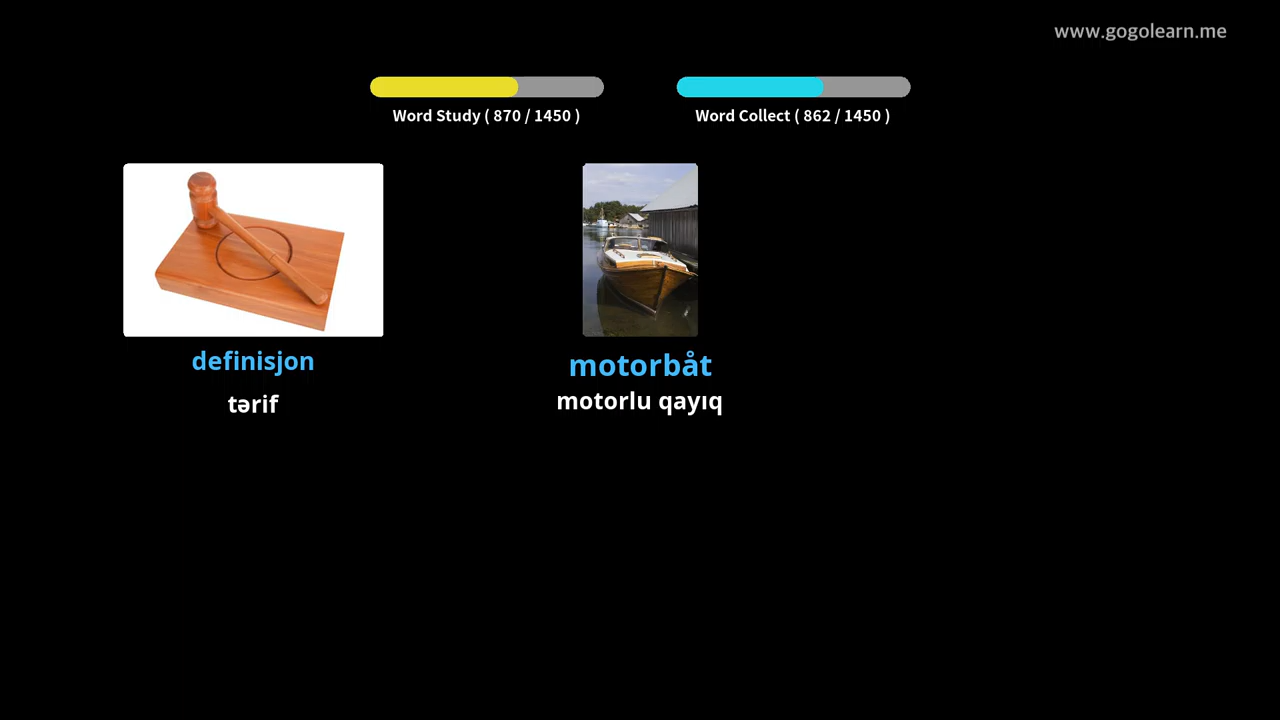 www.gogolearn.me
Word Study ( 870 / 1450 )
Word Collect ( 862 / 1450 )
definisjon
tərif
motorbåt
motorlu qayıq